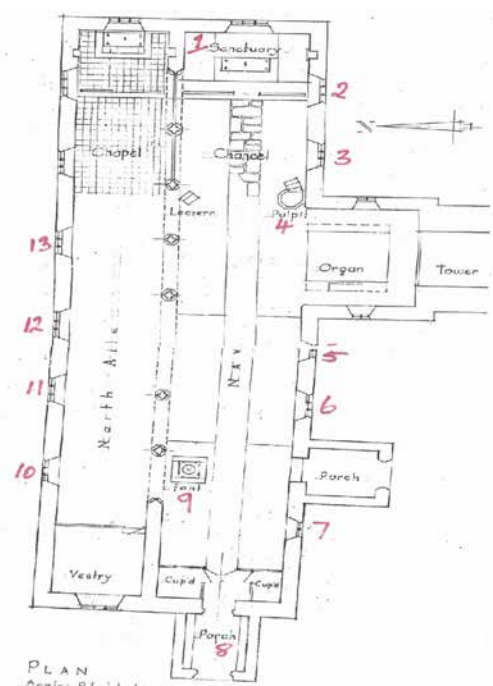 1 Sanctuary
2
N
Chapel
Chancel
3
Lectern
Pulpit
4
13
Organ
Tower
12
5
North Aisle
NAV
11
6
10
Font
9
Porch
7
Vestry
Cup'd
Cup'd
Porch
8
PLAN